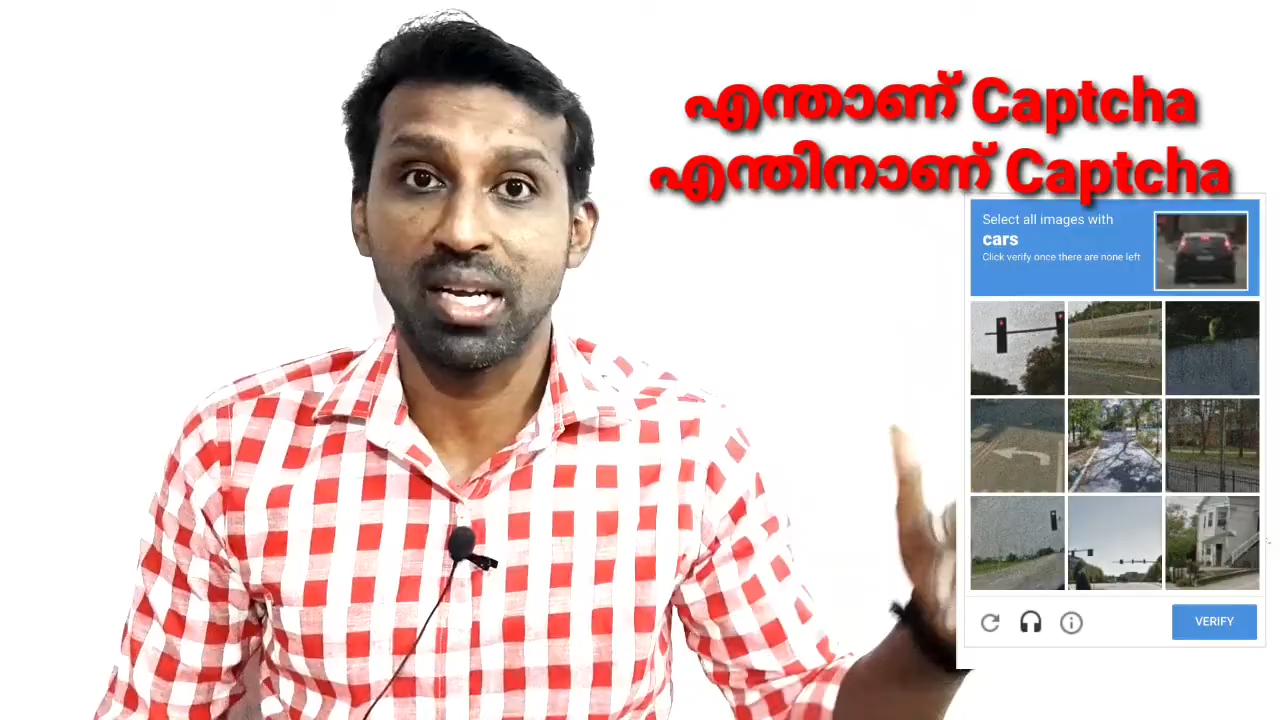 എന്താണ് Captcha
എന്തിനാണ് Captcha
Select all images with
cars
Click verify once there are none left
VERIFY